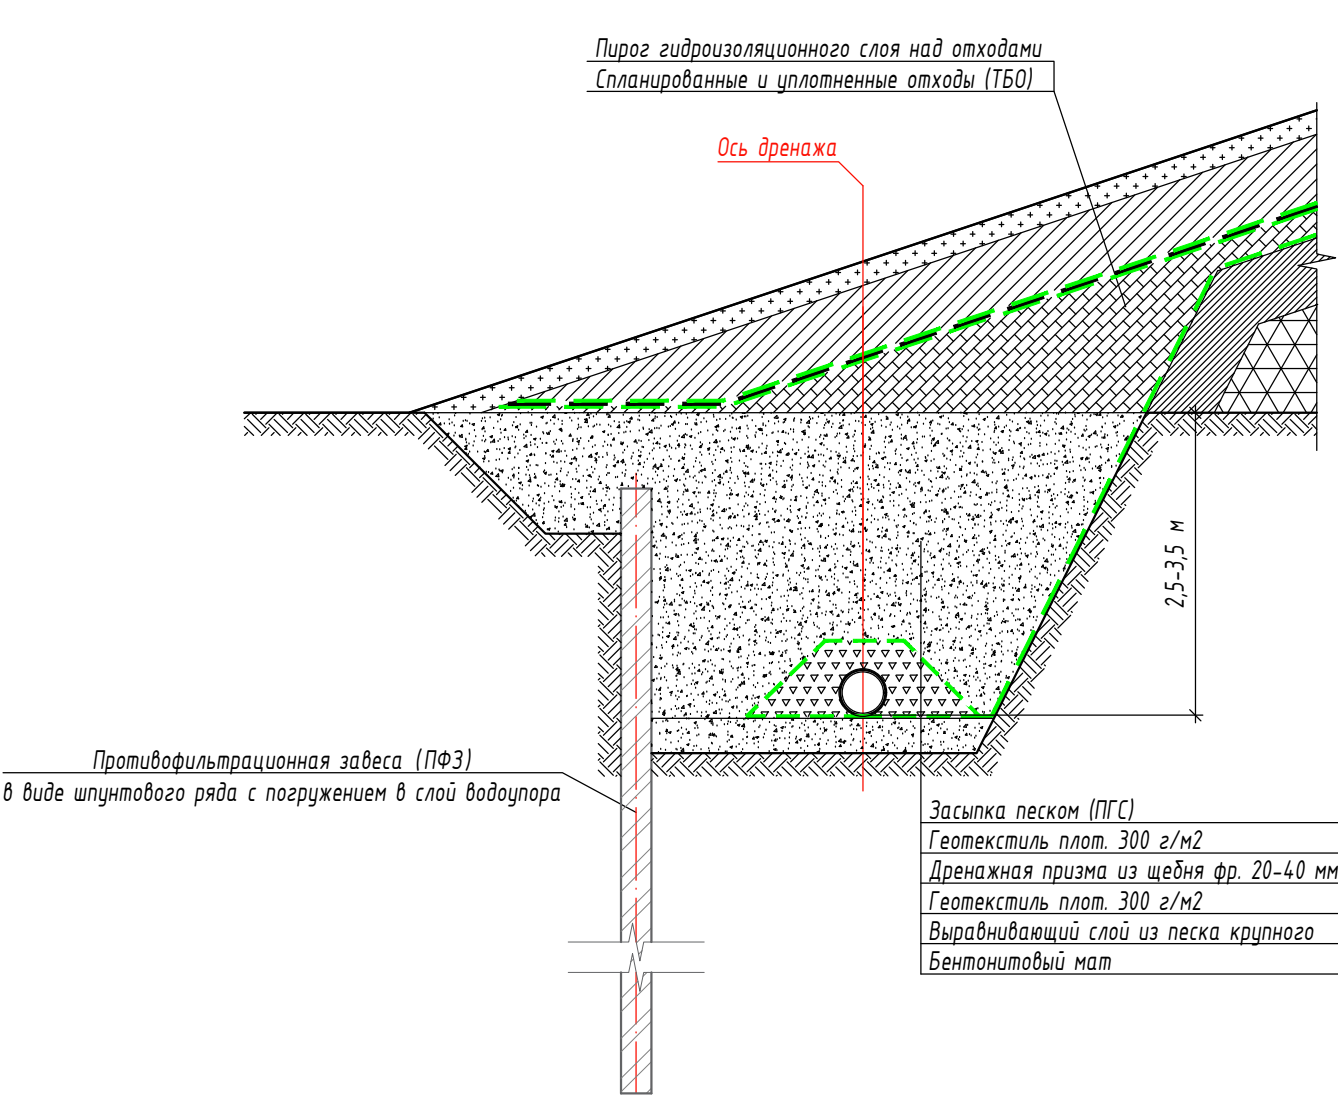 Пирог гидроизоляционного слоя над отходами
Спланированные и уплотненные отходы (ТБО)
Ось дренажа
2,5-3,5 м
Противофильтрационная завеса (ПФЗ)
в виде шпунтового ряда с погружением в слой водоупора
Засыпка песком (ПГС)
Геотекстиль плот. 300 г/м2
Дренажная призма из щебня фр. 20-40 мм
Геотекстиль плот. 300 г/м2
Выравнивающий слой из песка крупного
Бентонитовый мат